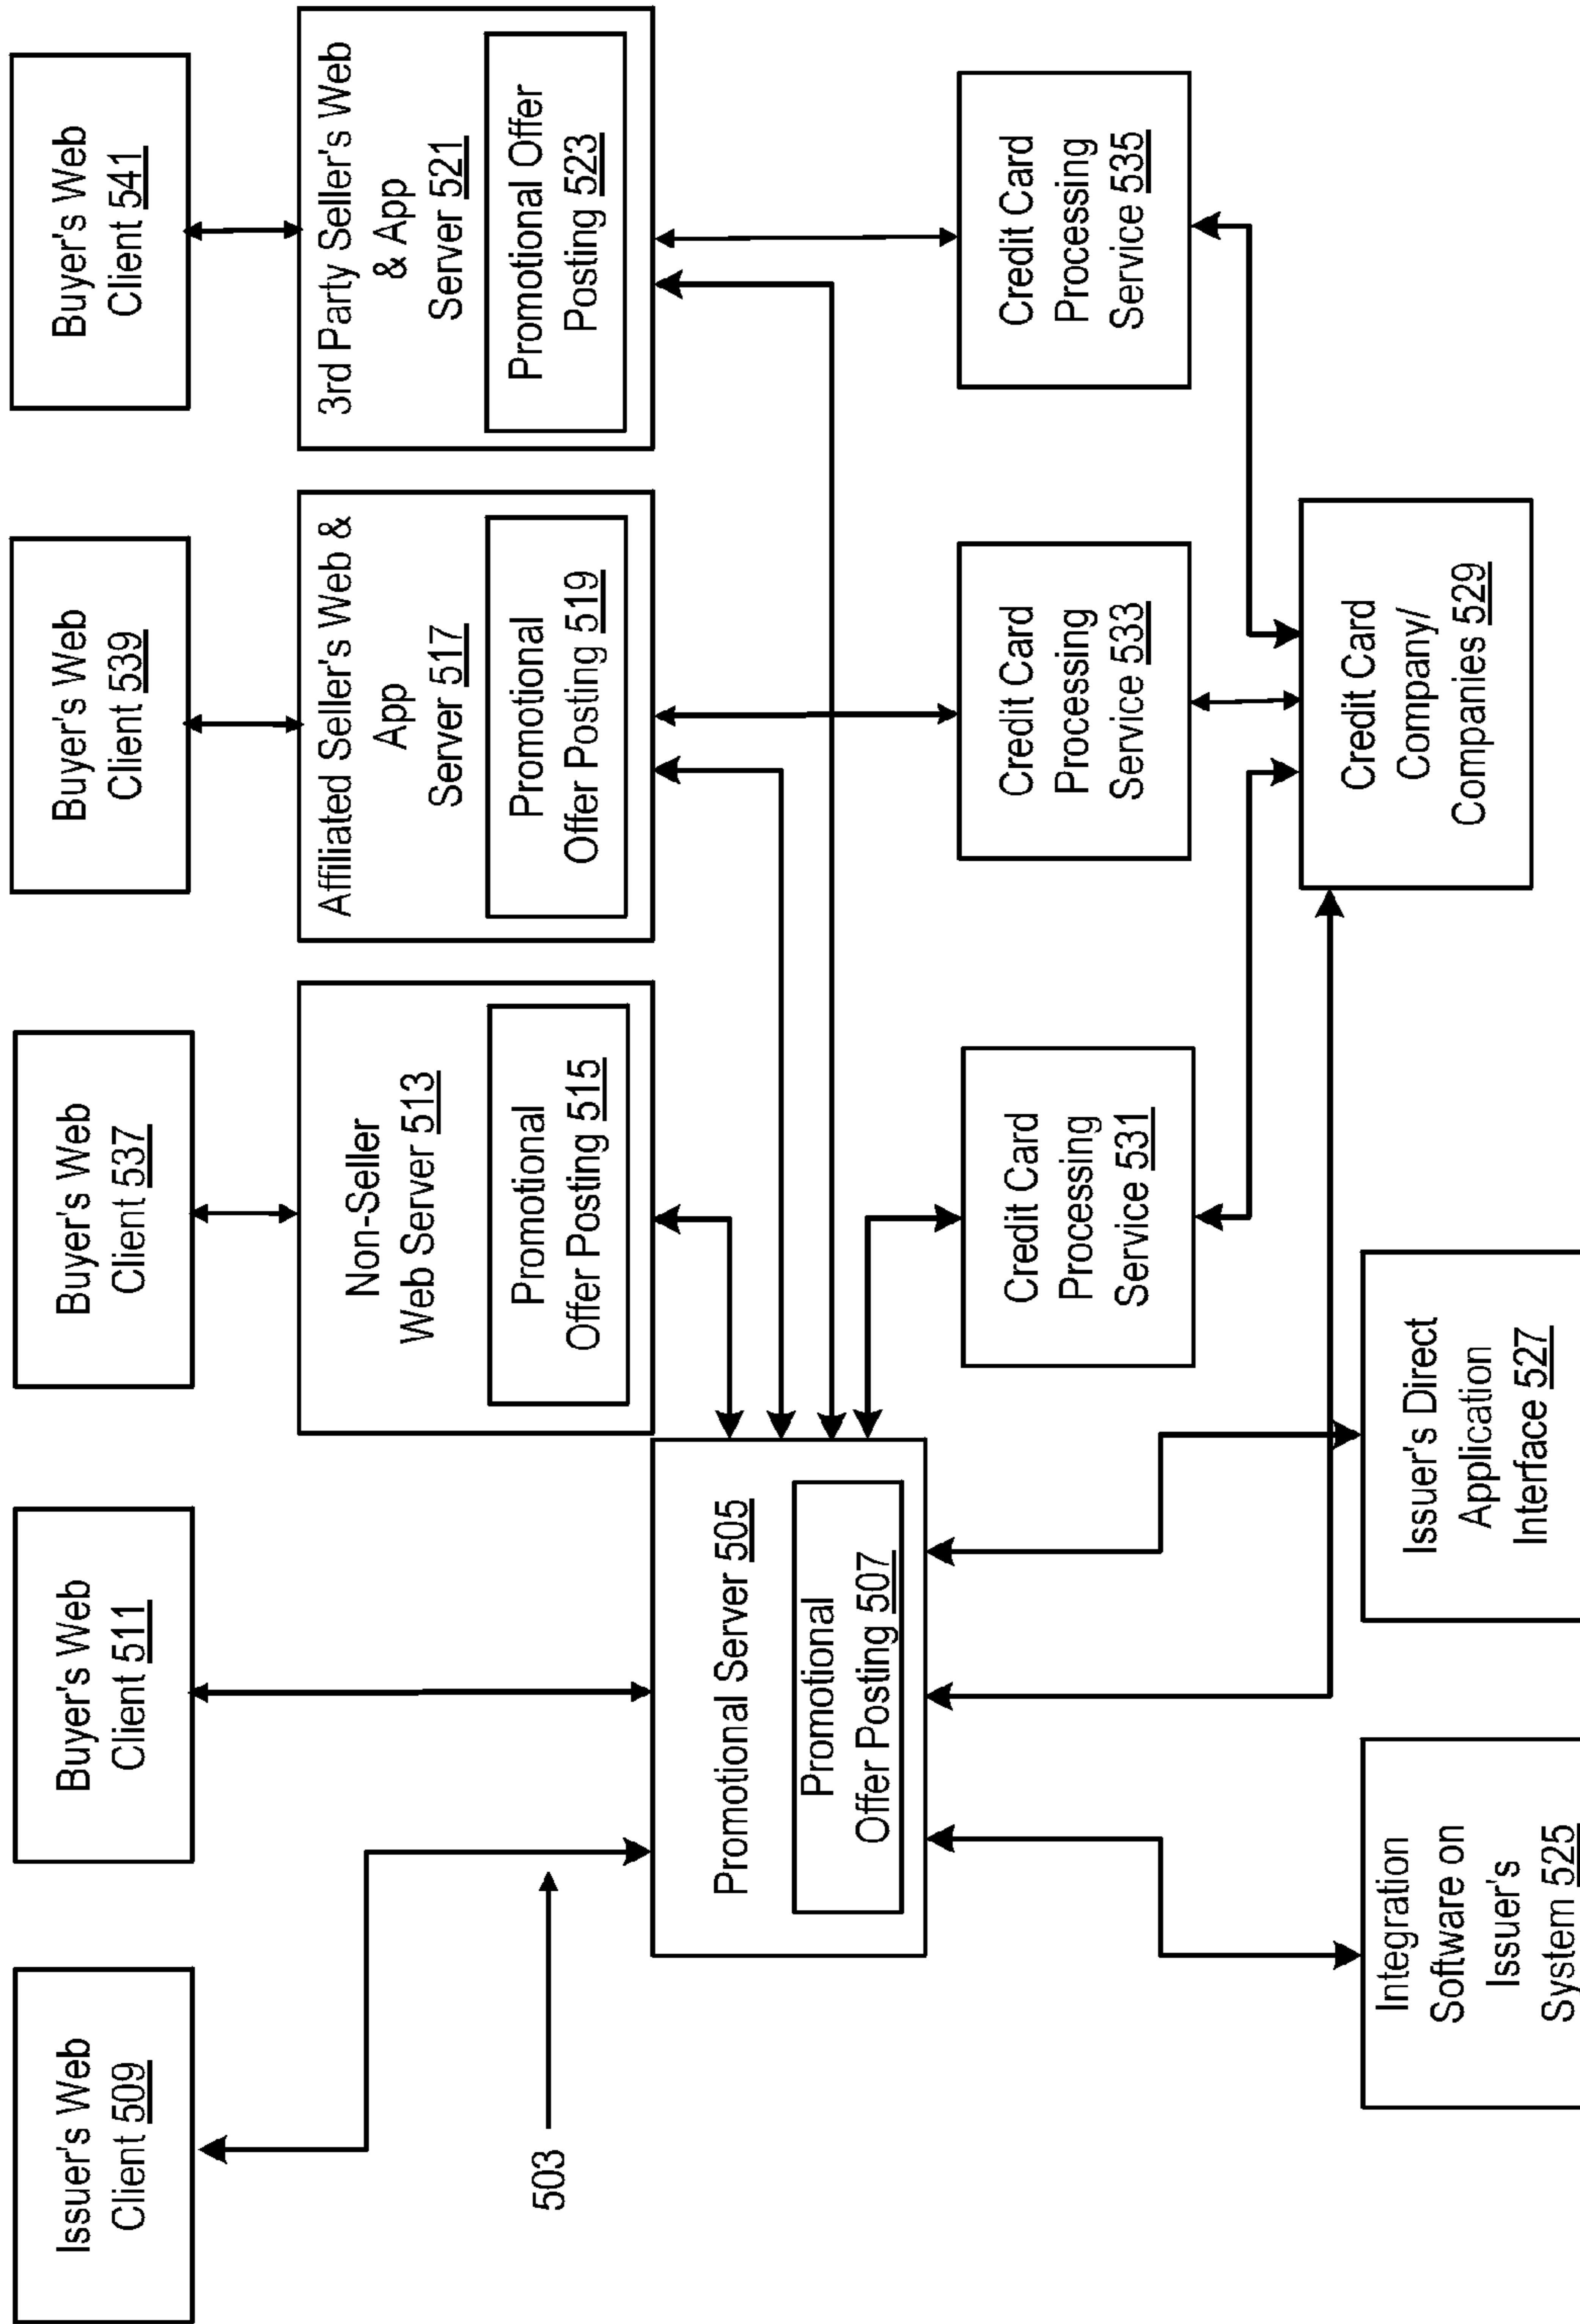 Issuer's Web
Client 509
Buyer's Web
Client 511
Buyer's Web
Client 537
Buyer's Web
Client 539
Buyer's Web
Client 541
503
Promotional Server 505
Promotional
Offer Posting 507
Non-Seller
Web Server 513
Promotional
Offer Posting 515
Affiliated Seller's Web &
App
Server 517
Promotional
Offer Posting 519
3rd Party Seller's Web
& App
Server 521
Promotional Offer
Posting 523
Credit Card
Processing
Service 531
Credit Card
Processing
Service 533
Credit Card
Processing
Service 535
Integration
Software on
Issuer's
System 525
Issuer's Direct
Application
Interface 527
Credit Card
Company/
Companies 529